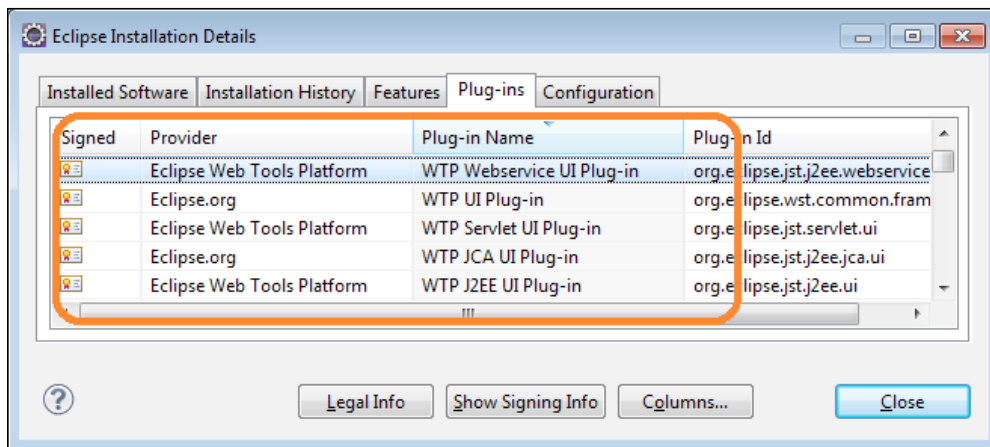 Eclipse Installation Details
Installed Software Installation History Features Plug-ins Configuration
Signed Provider Plug-in Name Plug-in Id
Eclipse Web Tools Platform WTP Webservice UI Plug-in org.eclipse.jst.j2ee.webservice
Eclipse.org WTP UI Plug-in org.eclipse.wst.common.fram
Eclipse Web Tools Platform WTP Servlet UI Plug-in org.eclipse.jst.servlet.ui
Eclipse.org WTP JCA UI Plug-in org.eclipse.jst.j2ee.jca.ui
Eclipse Web Tools Platform WTP J2EE UI Plug-in org.eclipse.jst.j2ee.ui
? Legal Info Show Signing Info Columns... Close